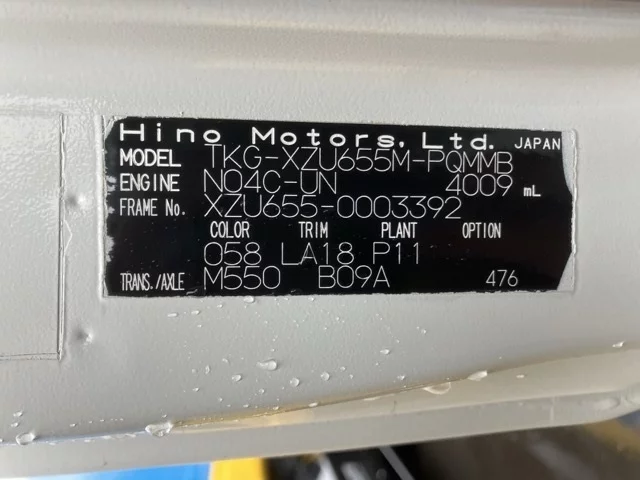 Hino Motors, Ltd. JAPAN
MODEL TKG-XZU655M-PQMMB
ENGINE N04C-UN 4009 mL
FRAME No. XZU655-0003392
COLOR TRIM PLANT OPTION
058 LA18 P11
TRANS./AXLE M550 B09A 476